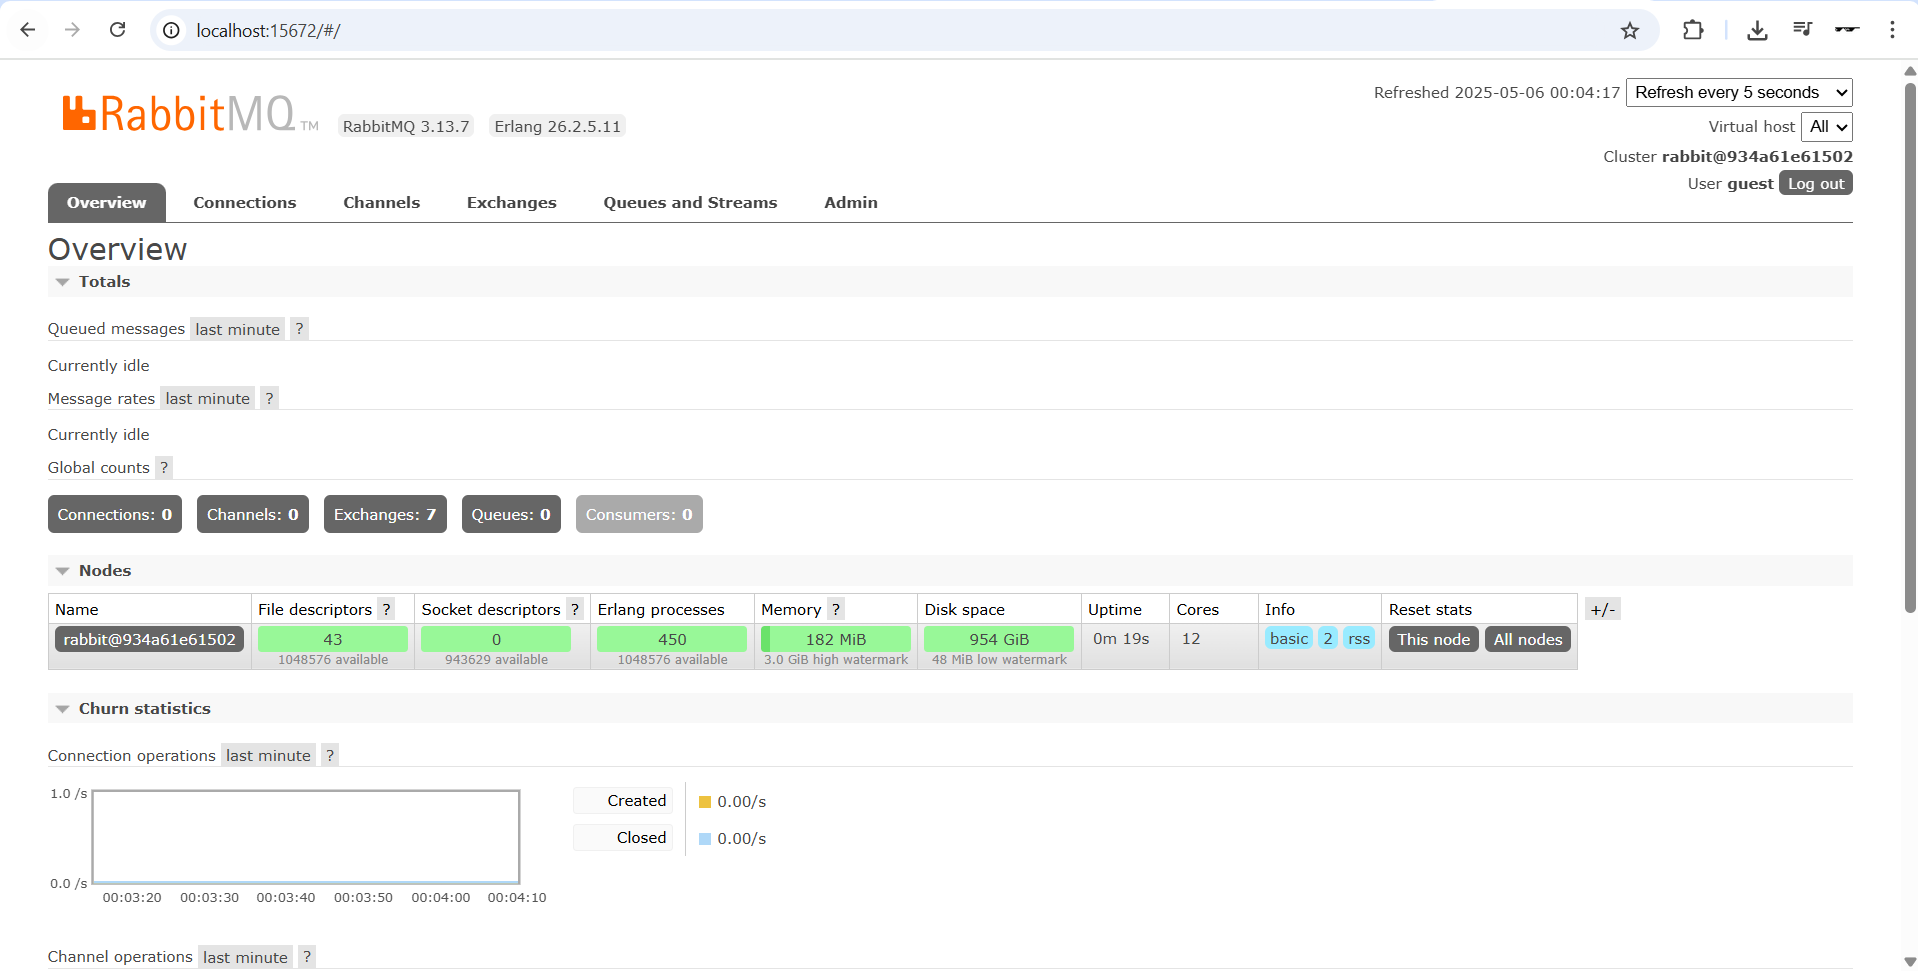 localhost:15672/#/
Refreshed 2025-05-06 00:04:17 Refresh every 5 seconds
RabbitMQ TM RabbitMQ 3.13.7 Erlang 26.2.5.11
Virtual host All
Cluster rabbit@934a61e61502
User guest Log out
Overview Connections Channels Exchanges Queues and Streams Admin
Overview
Totals
Queued messages last minute ?
Currently idle
Message rates last minute ?
Currently idle
Global counts ?
Connections: 0 Channels: 0 Exchanges: 7 Queues: 0 Consumers: 0
Nodes
Name File descriptors ? Socket descriptors ? Erlang processes Memory ? Disk space Uptime Cores Info Reset stats +/-
rabbit@934a61e61502 43 0 450 182 MiB 954 GiB 0m 19s 12 basic 2 rss This node All nodes
1048576 available 943629 available 1048576 available 3.0 GiB high watermark 48 MiB low watermark
Churn statistics
Connection operations last minute ?
1.0 /s
Created 0.00/s
Closed 0.00/s
0.0 /s
00:03:20 00:03:30 00:03:40 00:03:50 00:04:00 00:04:10
Channel operations last minute ?